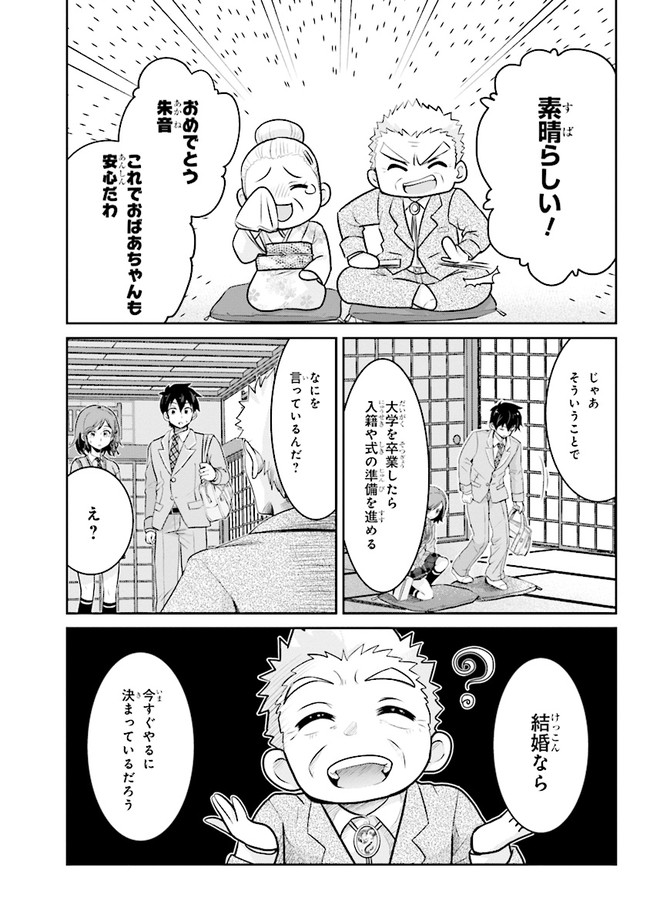 素晴らしい！
おめでとう
朱音
これでおばあちゃんも
安心だわ
じゃあ
そういうことで
大学を卒業したら
入籍や式の準備を進める
なにを
言っているんだ？
え？
結婚なら
？
今すぐやるに
決まっているだろう